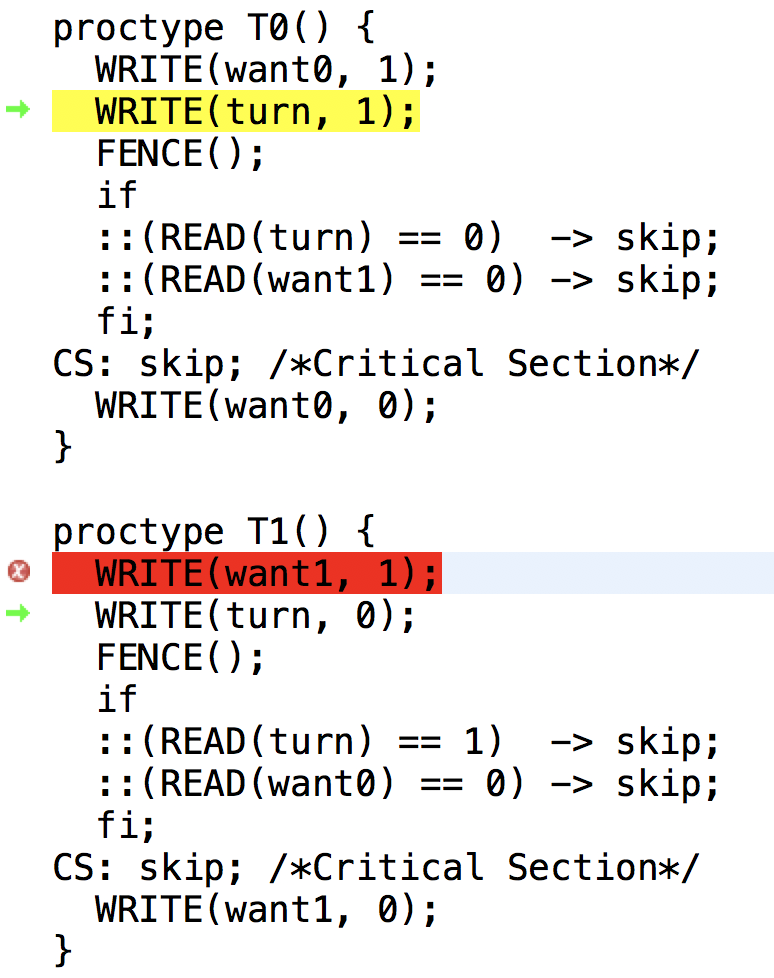 proctype T0() {
  WRITE(want0, 1);
  WRITE(turn, 1);
  FENCE();
  if
  ::(READ(turn) == 0)  -> skip;
  ::(READ(want1) == 0) -> skip;
  fi;
CS: skip; /*Critical Section*/
  WRITE(want0, 0);
}

proctype T1() {
  WRITE(want1, 1);
  WRITE(turn, 0);
  FENCE();
  if
  ::(READ(turn) == 1)  -> skip;
  ::(READ(want0) == 0) -> skip;
  fi;
CS: skip; /*Critical Section*/
  WRITE(want1, 0);
}